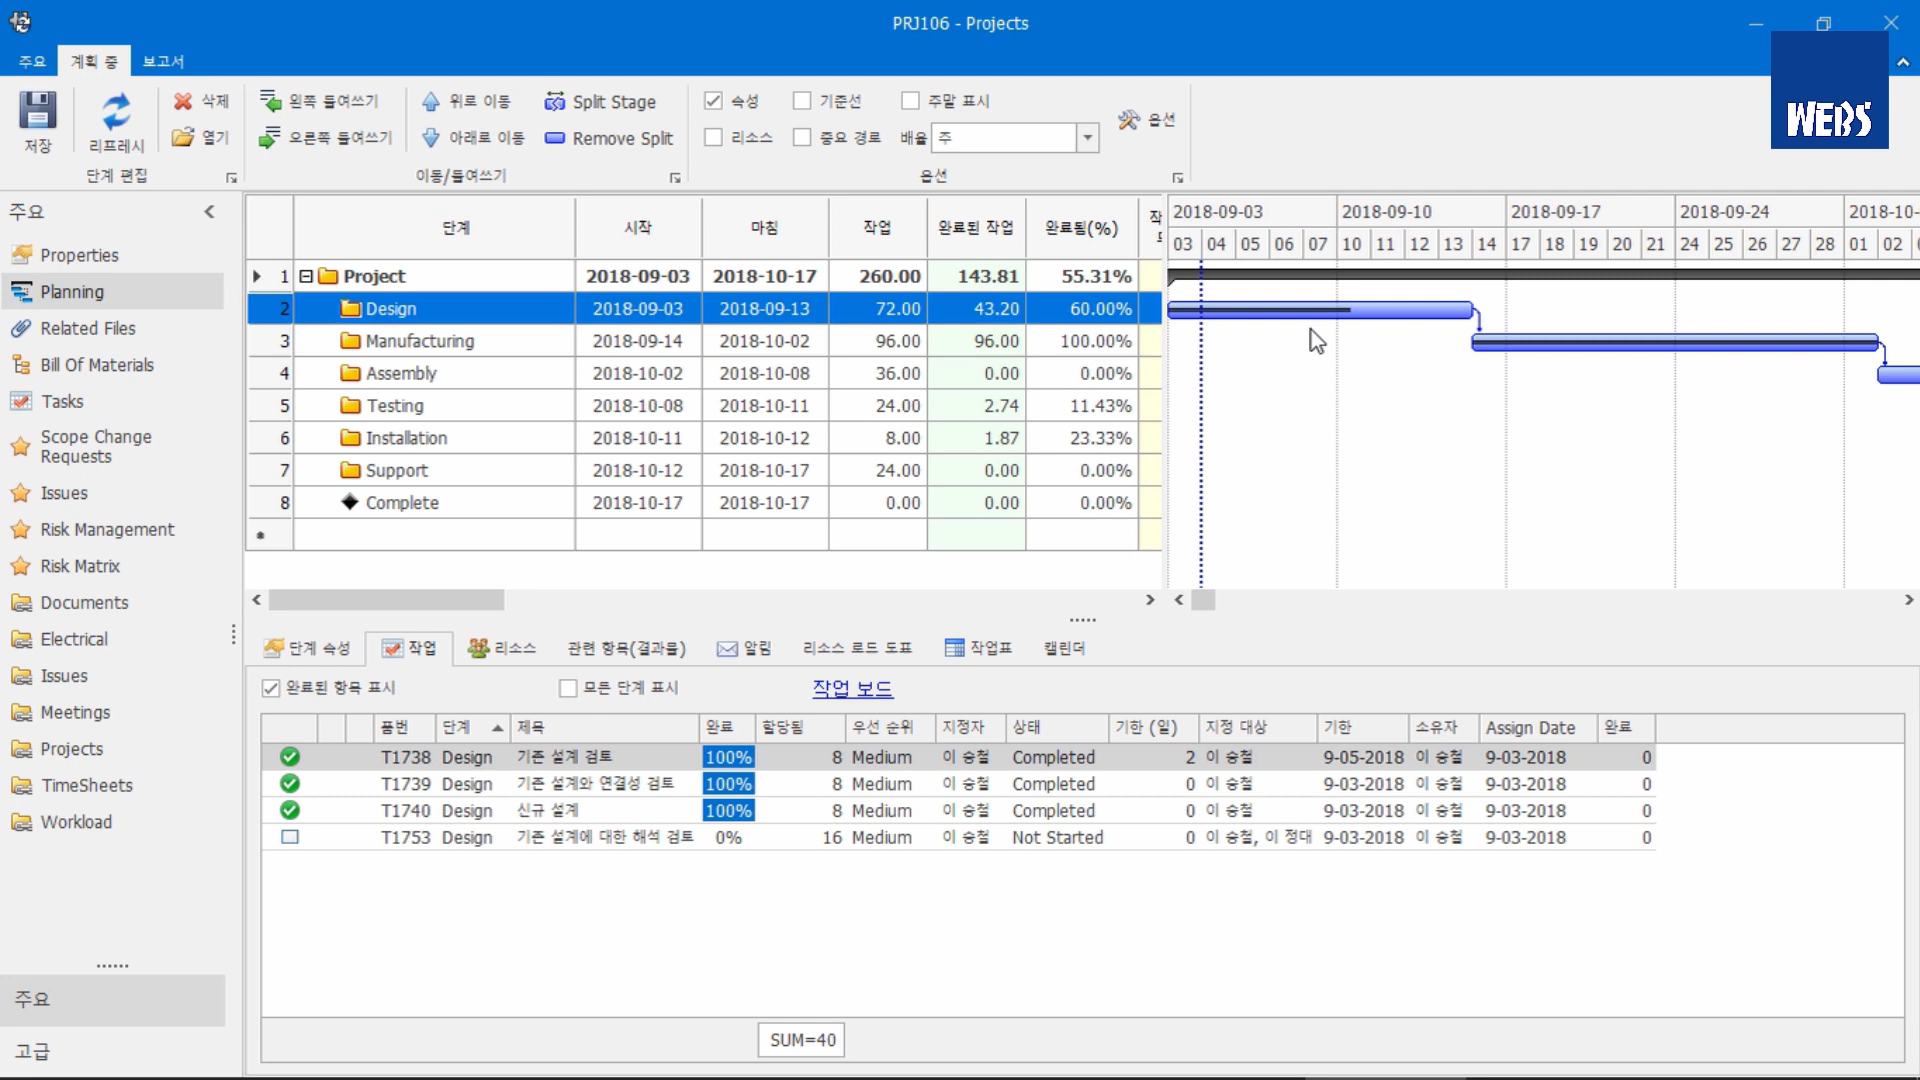 PRJ106 - Projects
주요 계획 중 보고서
WEBS
저장 리프레시 삭제 열기 단계 편집
왼쪽 들여쓰기 위로 이동 Split Stage
오른쪽 들여쓰기 아래로 이동 Remove Split
이동/들여쓰기
속성 기준선 주말 표시
리소스 중요 경로 배율 주
옵션
옵션
주요
Properties
Planning
Related Files
Bill Of Materials
Tasks
Scope Change
Requests
Issues
Risk Management
Risk Matrix
Documents
Electrical
Issues
Meetings
Projects
TimeSheets
Workload
주요
고급
단계 시작 마침 작업 완료된 작업 완료됨(%)
1 Project 2018-09-03 2018-10-17 260.00 143.81 55.31%
2 Design 2018-09-03 2018-09-13 72.00 43.20 60.00%
3 Manufacturing 2018-09-14 2018-10-02 96.00 96.00 100.00%
4 Assembly 2018-10-02 2018-10-08 36.00 0.00 0.00%
5 Testing 2018-10-08 2018-10-11 24.00 2.74 11.43%
6 Installation 2018-10-11 2018-10-12 8.00 1.87 23.33%
7 Support 2018-10-12 2018-10-17 24.00 0.00 0.00%
8 Complete 2018-10-17 2018-10-17 0.00 0.00 0.00%
2018-09-03 2018-09-10 2018-09-17 2018-09-24 2018-10-
03 04 05 06 07 10 11 12 13 14 17 18 19 20 21 24 25 26 27 28 01 02
단계 속성 작업 리소스 관련 항목(결과물) 알림 리소스 로드 도표 작업표 캘린더
완료된 항목 표시 모든 단계 표시 작업 보드
품번 단계 제목 완료 할당됨 우선 순위 지정자 상태 기한 (일) 지정 대상 기한 소유자 Assign Date 완료
T1738 Design 기존 설계 검토 100% 8 Medium 이 승철 Completed 2 이 승철 9-05-2018 이 승철 9-03-2018 0
T1739 Design 기존 설계와 연결성 검토 100% 8 Medium 이 승철 Completed 0 이 승철 9-03-2018 이 승철 9-03-2018 0
T1740 Design 신규 설계 100% 8 Medium 이 승철 Completed 0 이 승철 9-03-2018 이 승철 9-03-2018 0
T1753 Design 기존 설계에 대한 해석 검토 0% 16 Medium 이 승철 Not Started 0 이 승철, 이 정대 9-03-2018 이 승철 9-03-2018 0
SUM=40